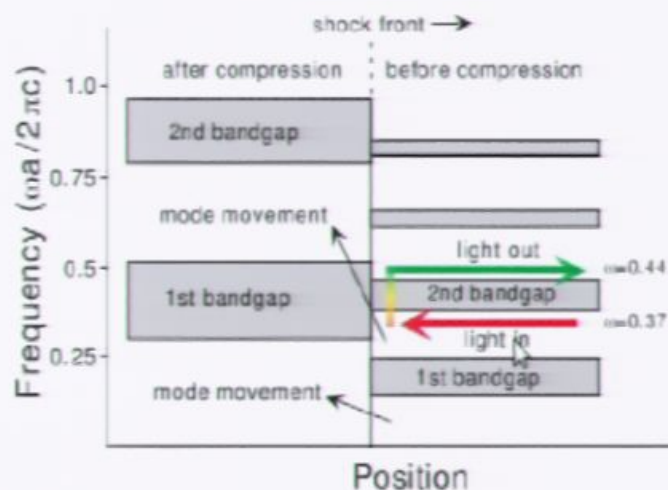 shock front
after compression
before compression
Frequency (ωa/2πc)
1.0
0.75
0.5
0.25
2nd bandgap
mode movement
light out
ω=0.44
1st bandgap
2nd bandgap
ω=0.37
light in
1st bandgap
mode movement
Position